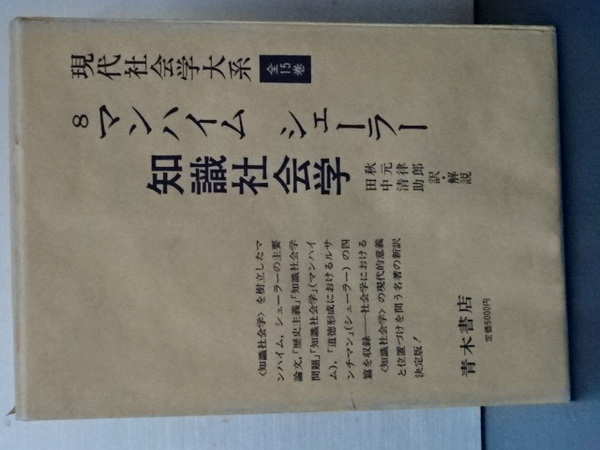 現代社会学大系 全15巻
8 マンハイム シェーラー
知識社会学
秋元律郎
田中清助
訳・解説
〈知識社会学〉を樹立したマ
ンハイム,シェーラーの主要
論文,「歴史主義」「知識社会学
問題」「知識社会学」(マンハイ
ム),「道徳形成におけるルサ
ンチマン」(シェーラー)の四
篇を収録——社会学における
〈知識社会学〉の現代的意義
と位置づけを問う名著の新訳
決定版!
青木書店
定価5000円